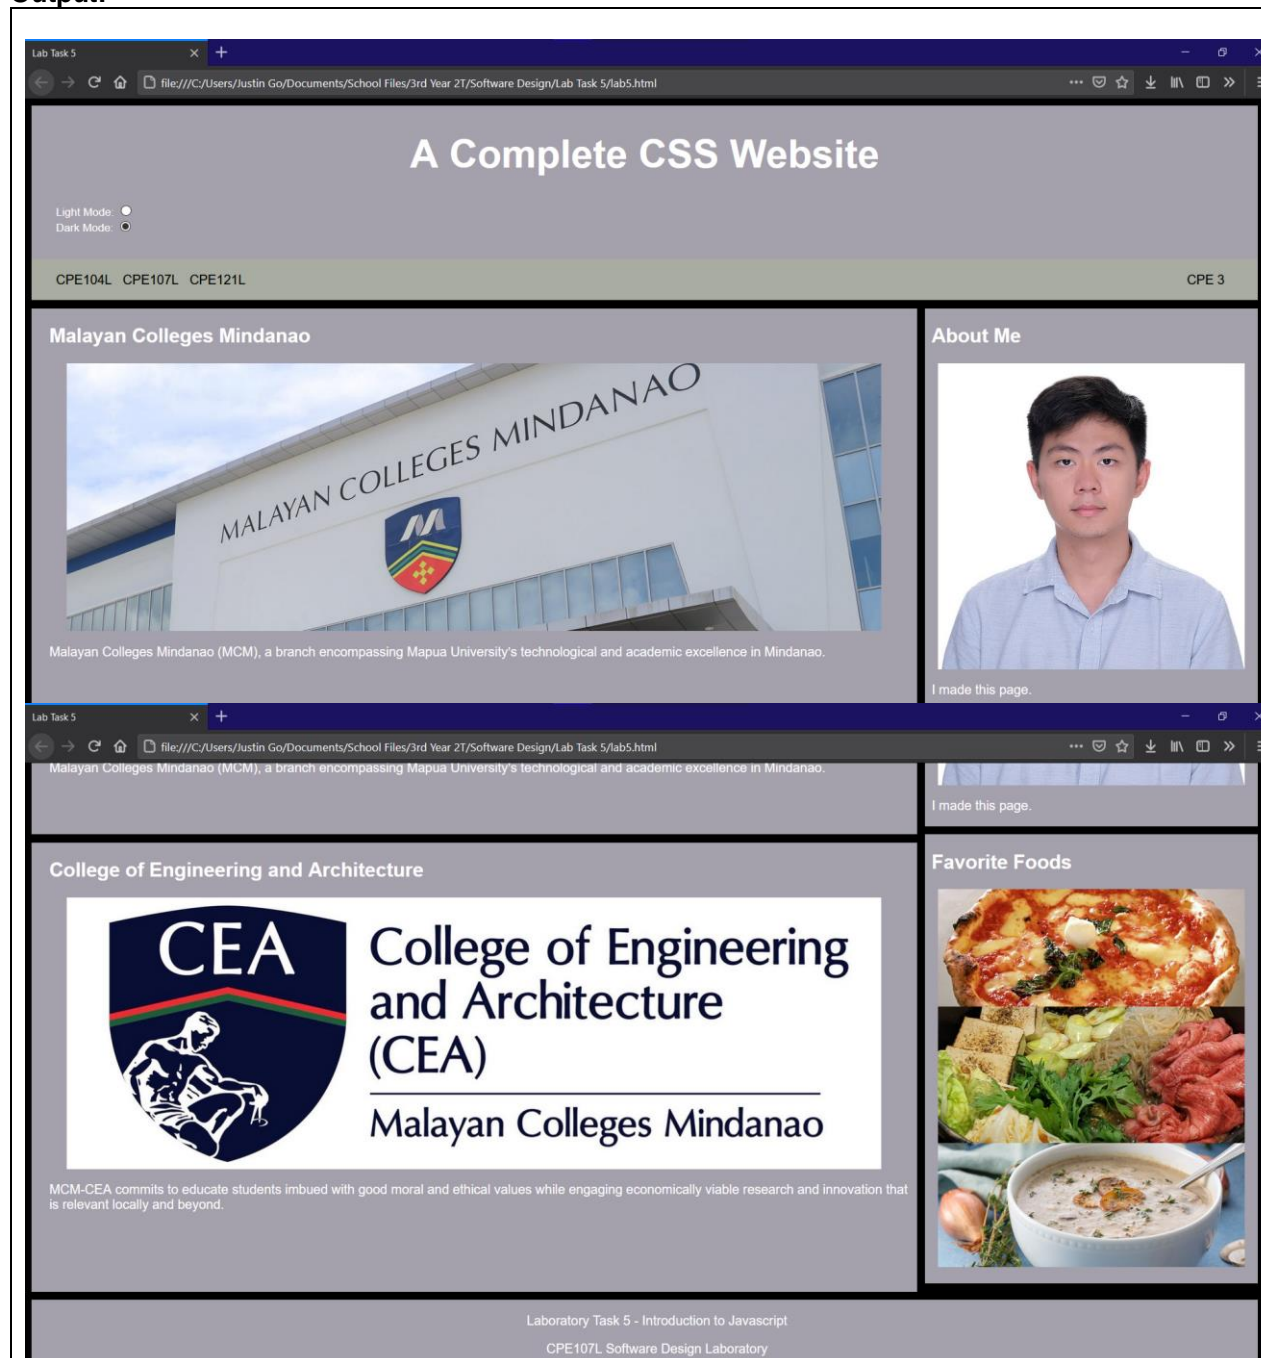 Output:
Lab Task 5
file:///C:/Users/Justin Go/Documents/School Files/3rd Year 2T/Software Design/Lab Task 5/lab5.html
A Complete CSS Website
Light Mode:
Dark Mode:
CPE104L CPE107L CPE121L CPE 3
Malayan Colleges Mindanao
MALAYAN COLLEGES MINDANAO
MALAYAN COLLEGES MINDANAO
M
Malayan Colleges Mindanao (MCM), a branch encompassing Mapua University's technological and academic excellence in Mindanao.
About Me
I made this page.
Lab Task 5
file:///C:/Users/Justin Go/Documents/School Files/3rd Year 2T/Software Design/Lab Task 5/lab5.html
Malayan Colleges Mindanao (MCM), a branch encompassing Mapua University's technological and academic excellence in Mindanao.
I made this page.
College of Engineering and Architecture
CEA
College of Engineering
and Architecture
(CEA)
Malayan Colleges Mindanao
MCM-CEA commits to educate students imbued with good moral and ethical values while engaging economically viable research and innovation that
is relevant locally and beyond.
Favorite Foods
Laboratory Task 5 - Introduction to Javascript
CPE107L Software Design Laboratory